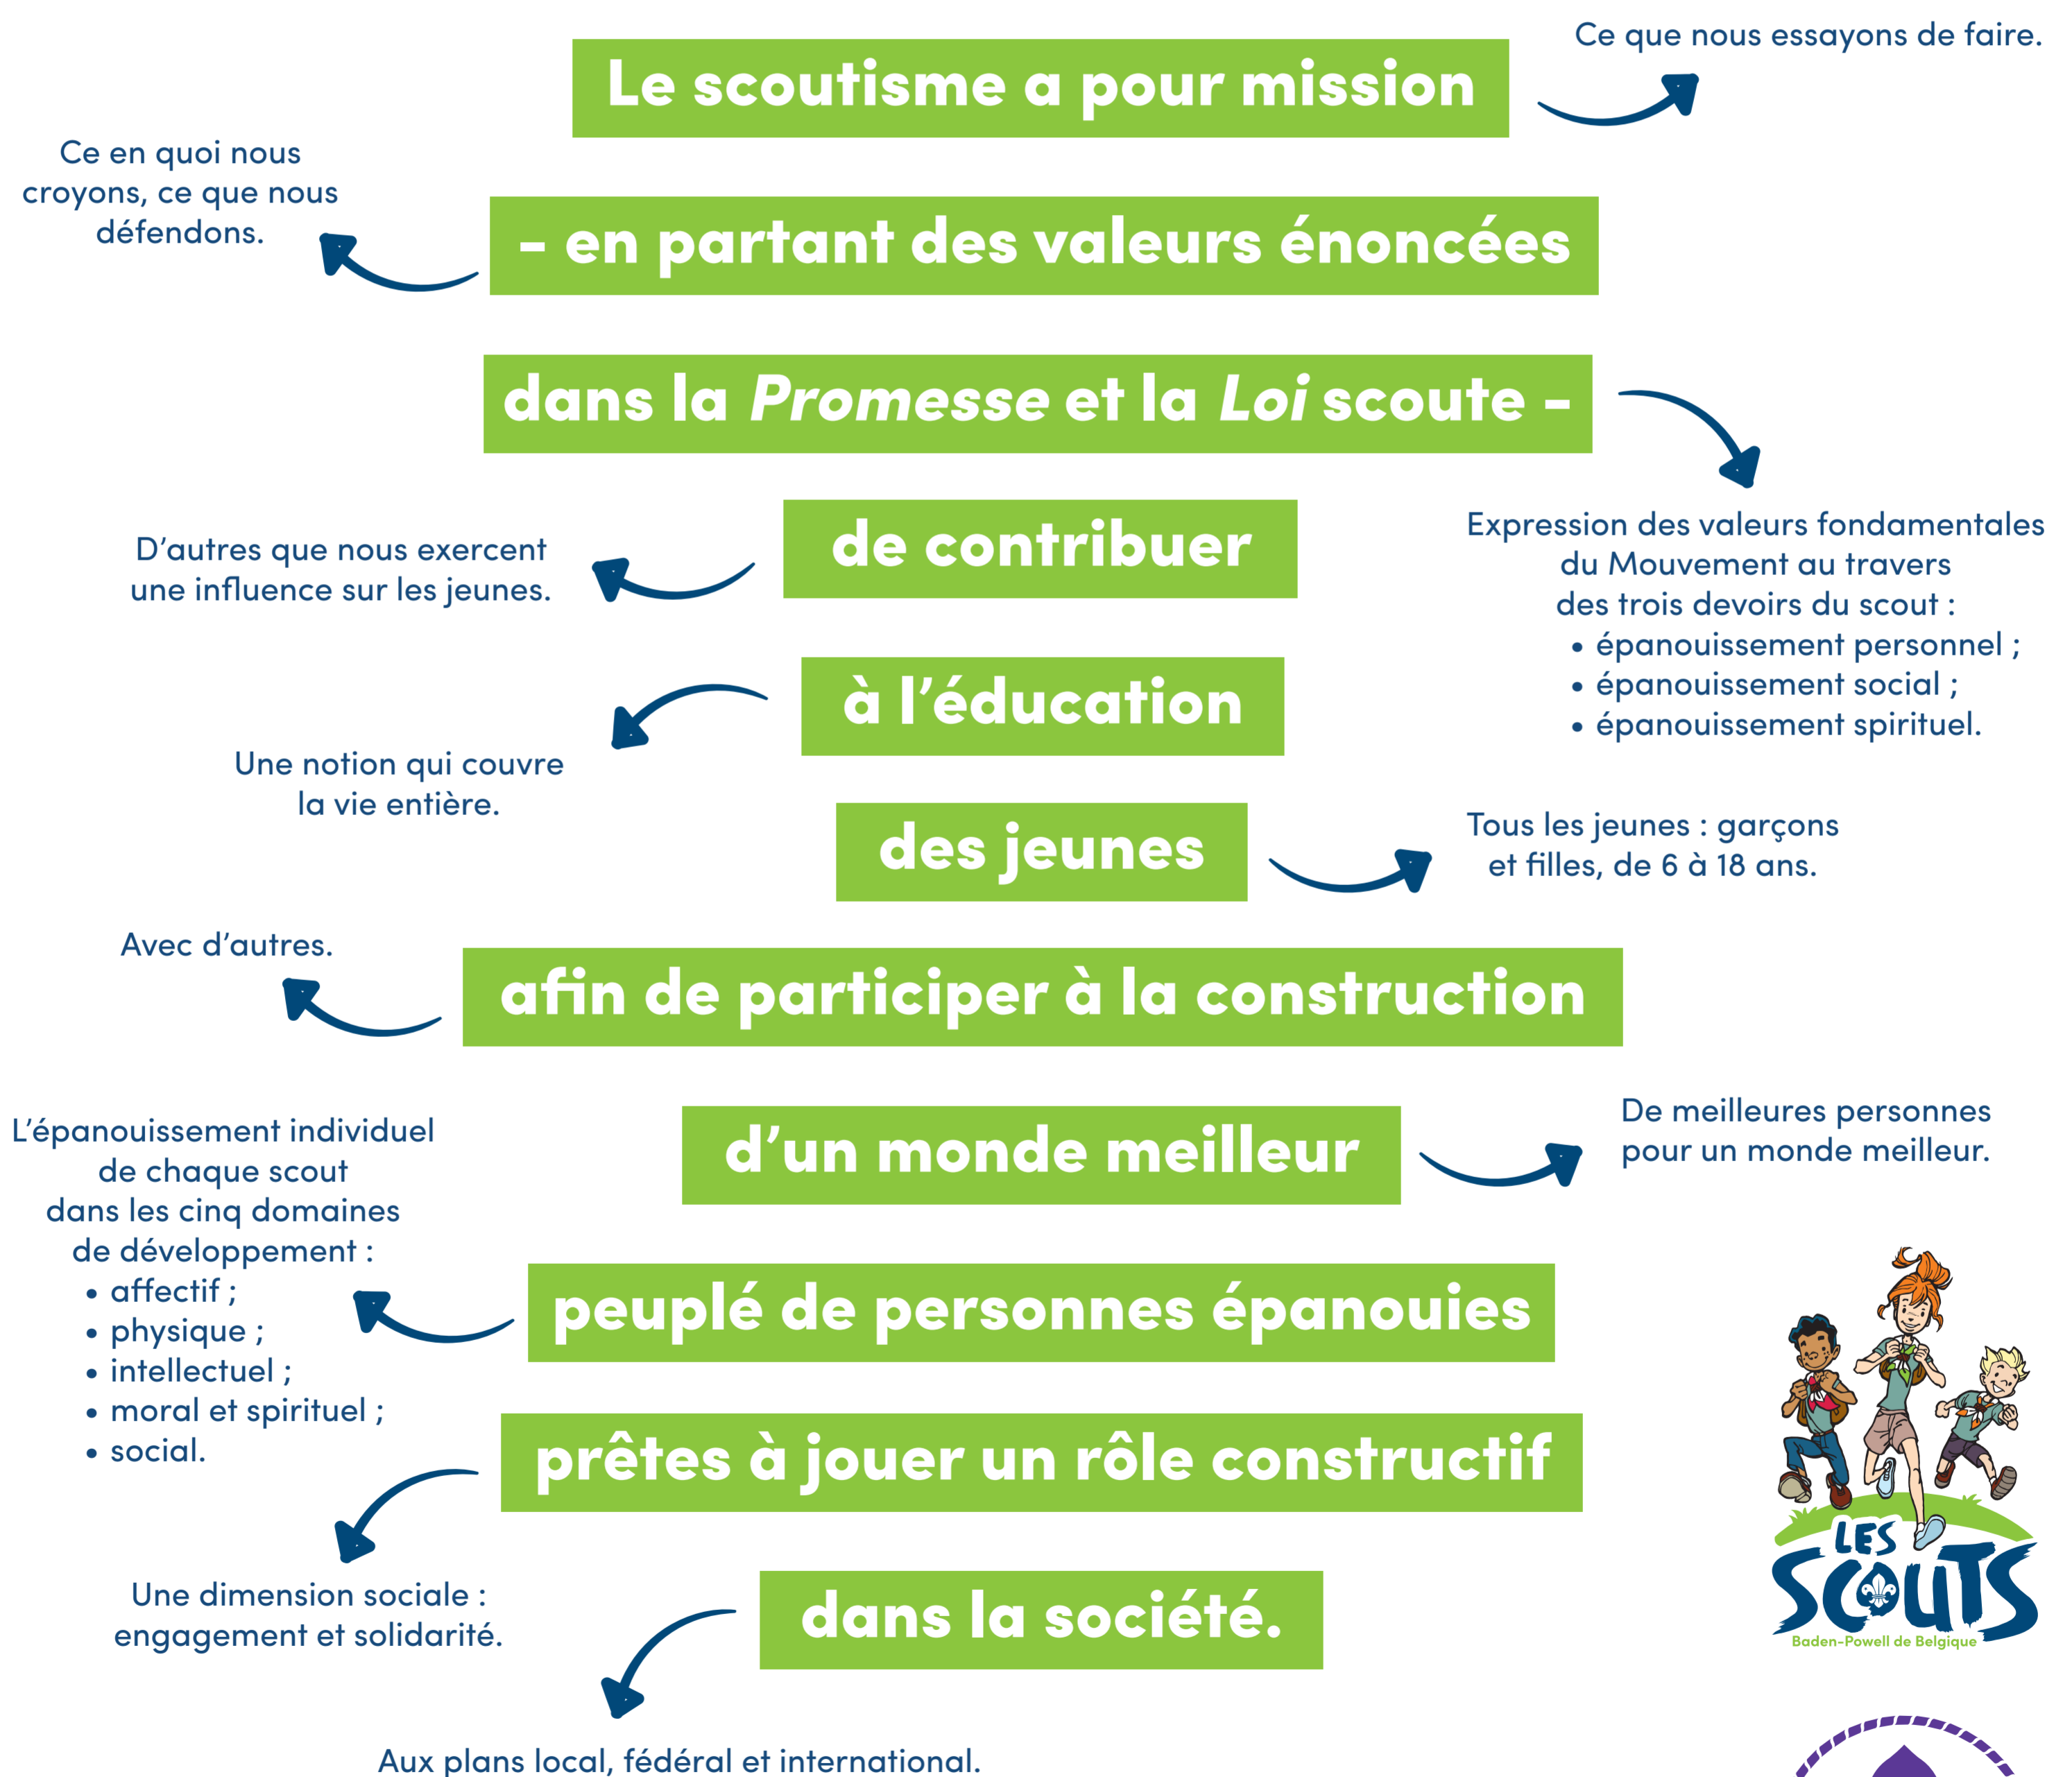 Ce que nous essayons de faire.
Le scoutisme a pour mission
Ce en quoi nous
croyons, ce que nous
défendons.
- en partant des valeurs énoncées
dans la Promesse et la Loi scoute -
Expression des valeurs fondamentales
du Mouvement au travers
des trois devoirs du scout :
• épanouissement personnel ;
• épanouissement social ;
• épanouissement spirituel.
de contribuer
D’autres que nous exercent
une influence sur les jeunes.
à l’éducation
Une notion qui couvre
la vie entière.
des jeunes
Tous les jeunes : garçons
et filles, de 6 à 18 ans.
Avec d’autres.
afin de participer à la construction
d’un monde meilleur
De meilleures personnes
pour un monde meilleur.
L’épanouissement individuel
de chaque scout
dans les cinq domaines
de développement :
• affectif ;
• physique ;
• intellectuel ;
• moral et spirituel ;
• social.
peuplé de personnes épanouies
prêtes à jouer un rôle constructif
Une dimension sociale :
engagement et solidarité.
dans la société.
Aux plans local, fédéral et international.
LES
SCOUTS
Baden-Powell de Belgique